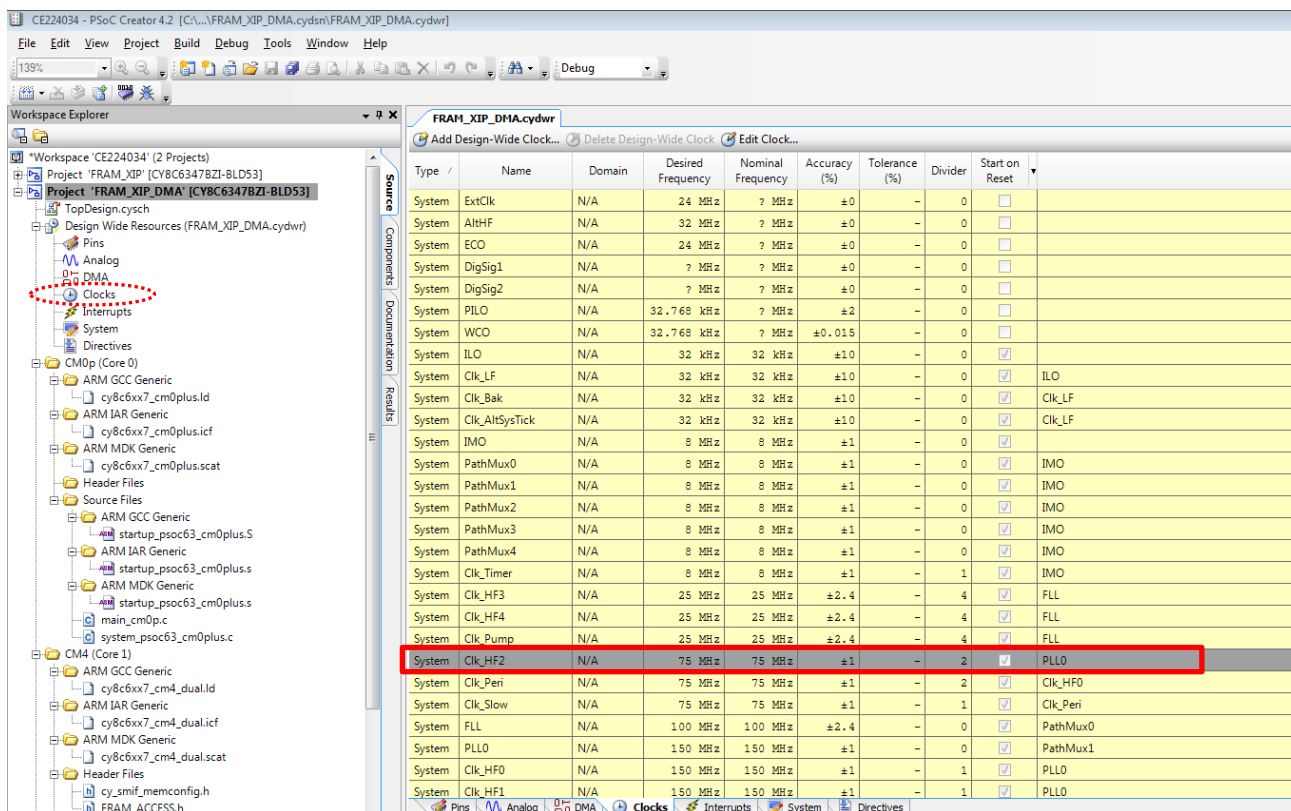 CE224034 - PSoC Creator 4.2 [C:\...\FRAM_XIP_DMA.cydsn\FRAM_XIP_DMA.cydwr]
File Edit View Project Build Debug Tools Window Help
139% Debug
Workspace Explorer
*Workspace 'CE224034' (2 Projects)
Project 'FRAM_XIP' [CY8C6347BZI-BLD53]
Project 'FRAM_XIP_DMA' [CY8C6347BZI-BLD53]
TopDesign.cysch
Design Wide Resources (FRAM_XIP_DMA.cydwr)
Pins
Analog
DMA
Clocks
Interrupts
System
Directives
CM0p (Core 0)
ARM GCC Generic
cy8c6xx7_cm0plus.ld
ARM IAR Generic
cy8c6xx7_cm0plus.icf
ARM MDK Generic
cy8c6xx7_cm0plus.scat
Header Files
Source Files
ARM GCC Generic
startup_psoc63_cm0plus.S
ARM IAR Generic
startup_psoc63_cm0plus.s
ARM MDK Generic
startup_psoc63_cm0plus.s
main_cm0p.c
system_psoc63_cm0plus.c
CM4 (Core 1)
ARM GCC Generic
cy8c6xx7_cm4_dual.ld
ARM IAR Generic
cy8c6xx7_cm4_dual.icf
ARM MDK Generic
cy8c6xx7_cm4_dual.scat
Header Files
cy_smif_memconfig.h
FRAM_ACCESS.h
Source
Components
Documentation
Results
FRAM_XIP_DMA.cydwr
Add Design-Wide Clock... Delete Design-Wide Clock Edit Clock...
Type / Name Domain Desired Frequency Nominal Frequency Accuracy (%) Tolerance (%) Divider Start on Reset
System ExtClk N/A 24 MHz ? MHz ±0 - 0
System AltHF N/A 32 MHz ? MHz ±0 - 0
System ECO N/A 24 MHz ? MHz ±0 - 0
System DigSig1 N/A ? MHz ? MHz ±0 - 0
System DigSig2 N/A ? MHz ? MHz ±0 - 0
System PILO N/A 32.768 kHz ? MHz ±2 - 0
System WCO N/A 32.768 kHz ? MHz ±0.015 - 0
System ILO N/A 32 kHz 32 kHz ±10 - 0
System Clk_LF N/A 32 kHz 32 kHz ±10 - 0 ILO
System Clk_Bak N/A 32 kHz 32 kHz ±10 - 0 Clk_LF
System Clk_AltSysTick N/A 32 kHz 32 kHz ±10 - 0 Clk_LF
System IMO N/A 8 MHz 8 MHz ±1 - 0
System PathMux0 N/A 8 MHz 8 MHz ±1 - 0 IMO
System PathMux1 N/A 8 MHz 8 MHz ±1 - 0 IMO
System PathMux2 N/A 8 MHz 8 MHz ±1 - 0 IMO
System PathMux3 N/A 8 MHz 8 MHz ±1 - 0 IMO
System PathMux4 N/A 8 MHz 8 MHz ±1 - 0 IMO
System Clk_Timer N/A 8 MHz 8 MHz ±1 - 1 IMO
System Clk_HF3 N/A 25 MHz 25 MHz ±2.4 - 4 FLL
System Clk_HF4 N/A 25 MHz 25 MHz ±2.4 - 4 FLL
System Clk_Pump N/A 25 MHz 25 MHz ±2.4 - 4 FLL
System Clk_HF2 N/A 75 MHz 75 MHz ±1 - 2 PLL0
System Clk_Peri N/A 75 MHz 75 MHz ±1 - 2 Clk_HF0
System Clk_Slow N/A 75 MHz 75 MHz ±1 - 1 Clk_Peri
System FLL N/A 100 MHz 100 MHz ±2.4 - 0 PathMux0
System PLL0 N/A 150 MHz 150 MHz ±1 - 0 PathMux1
System Clk_HF0 N/A 150 MHz 150 MHz ±1 - 1 PLL0
System Clk_HF1 N/A 150 MHz 150 MHz ±1 - 1 PLL0
Pins Analog DMA Clocks Interrupts System Directives